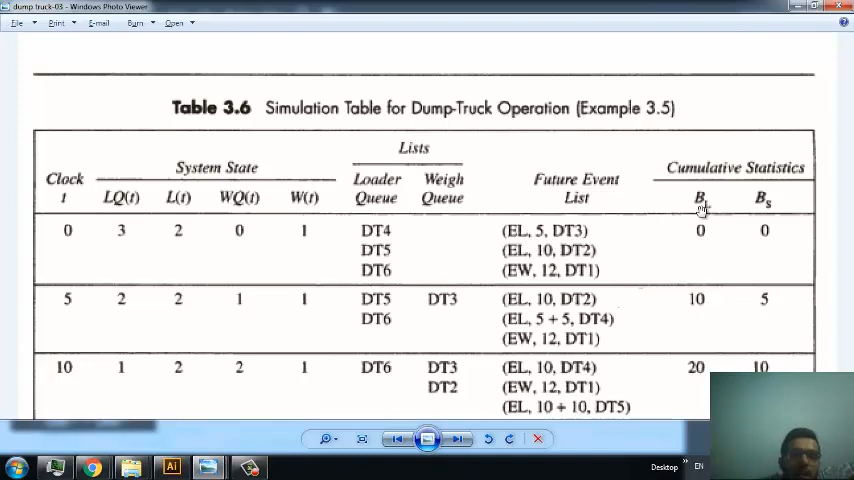 dump truck-03 - Windows Photo Viewer
File Print E-mail Burn Open
Table 3.6 Simulation Table for Dump-Truck Operation (Example 3.5)
Lists
System State Cumulative Statistics
Clock Loader Weigh Future Event
t LQ(t) L(t) WQ(t) W(t) Queue Queue List B_L B_S
0 3 2 0 1 DT4 (EL, 5, DT3) 0 0
DT5 (EL, 10, DT2)
DT6 (EW, 12, DT1)
5 2 2 1 1 DT5 DT3 (EL, 10, DT2) 10 5
DT6 (EL, 5 + 5, DT4)
(EW, 12, DT1)
10 1 2 2 1 DT6 DT3 (EL, 10, DT4) 20 10
DT2 (EW, 12, DT1)
(EL, 10 + 10, DT5)
Ai Desktop » EN